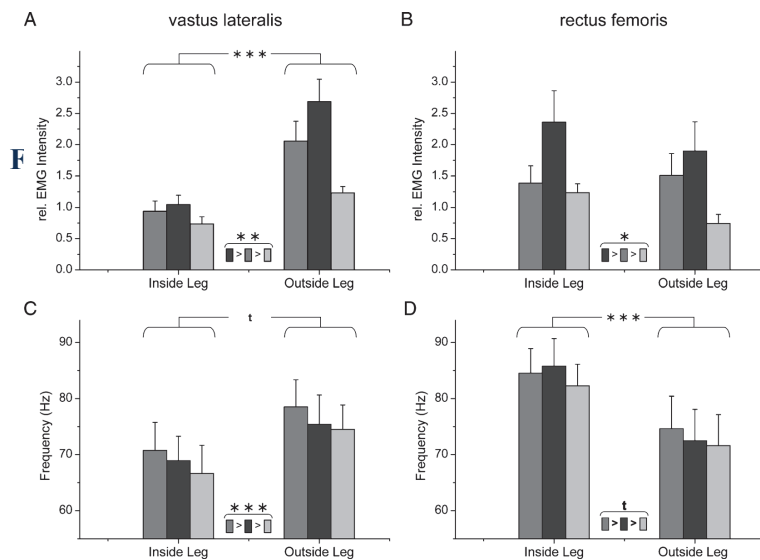 A vastus lateralis B rectus femoris
***
3.0
2.5
2.0
1.5
1.0
0.5
0.0
rel. EMG Intensity
F
**
> >
Inside Leg Outside Leg
*
> >
Inside Leg Outside Leg
C t D ***
90
80
70
60
Frequency (Hz)
***
> >
Inside Leg Outside Leg
90
80
70
60
Frequency (Hz)
t
> >
Inside Leg Outside Leg
3.0
2.5
2.0
1.5
1.0
0.5
0.0
rel. EMG Intensity